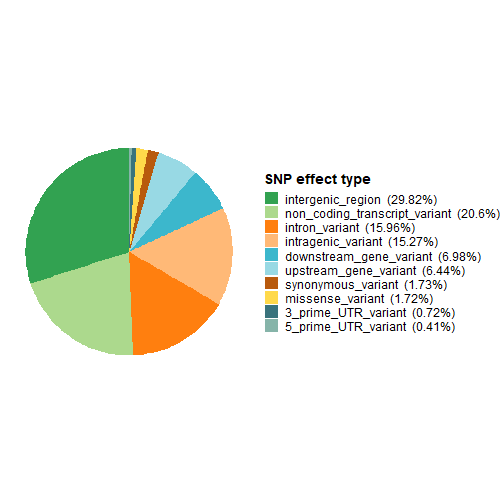 SNP effect type
intergenic_region (29.82%)
non_coding_transcript_variant (20.6%)
intron_variant (15.96%)
intragenic_variant (15.27%)
downstream_gene_variant (6.98%)
upstream_gene_variant (6.44%)
synonymous_variant (1.73%)
missense_variant (1.72%)
3_prime_UTR_variant (0.72%)
5_prime_UTR_variant (0.41%)